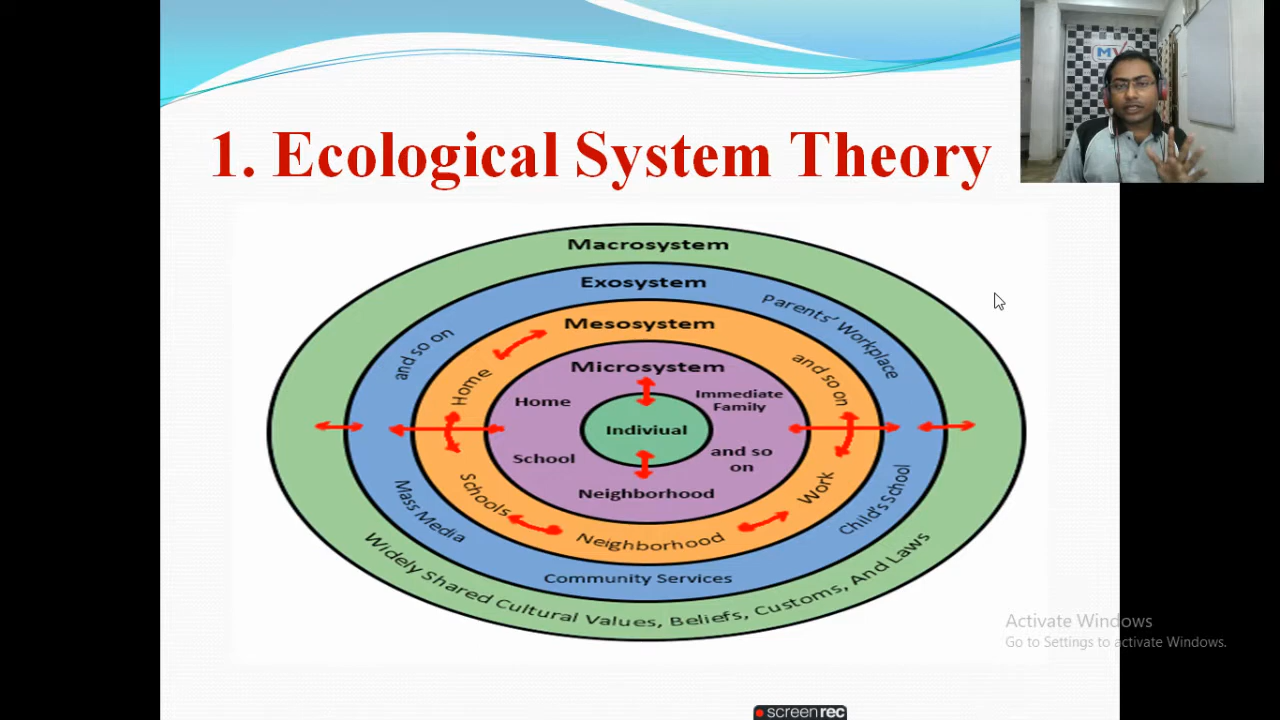 1. Ecological System Theory
MV
Macrosystem
Exosystem
Parents' Workplace
and so on
Mesosystem
and so on
Home
Microsystem
Immediate
Family
Home
Indiviual
and so
on
School
Neighborhood
Schools
Work
Child's School
Mass Media
Neighborhood
Community Services
Widely Shared Cultural Values, Beliefs, Customs, And Laws
Activate Windows
Go to Settings to activate Windows.
screenrec